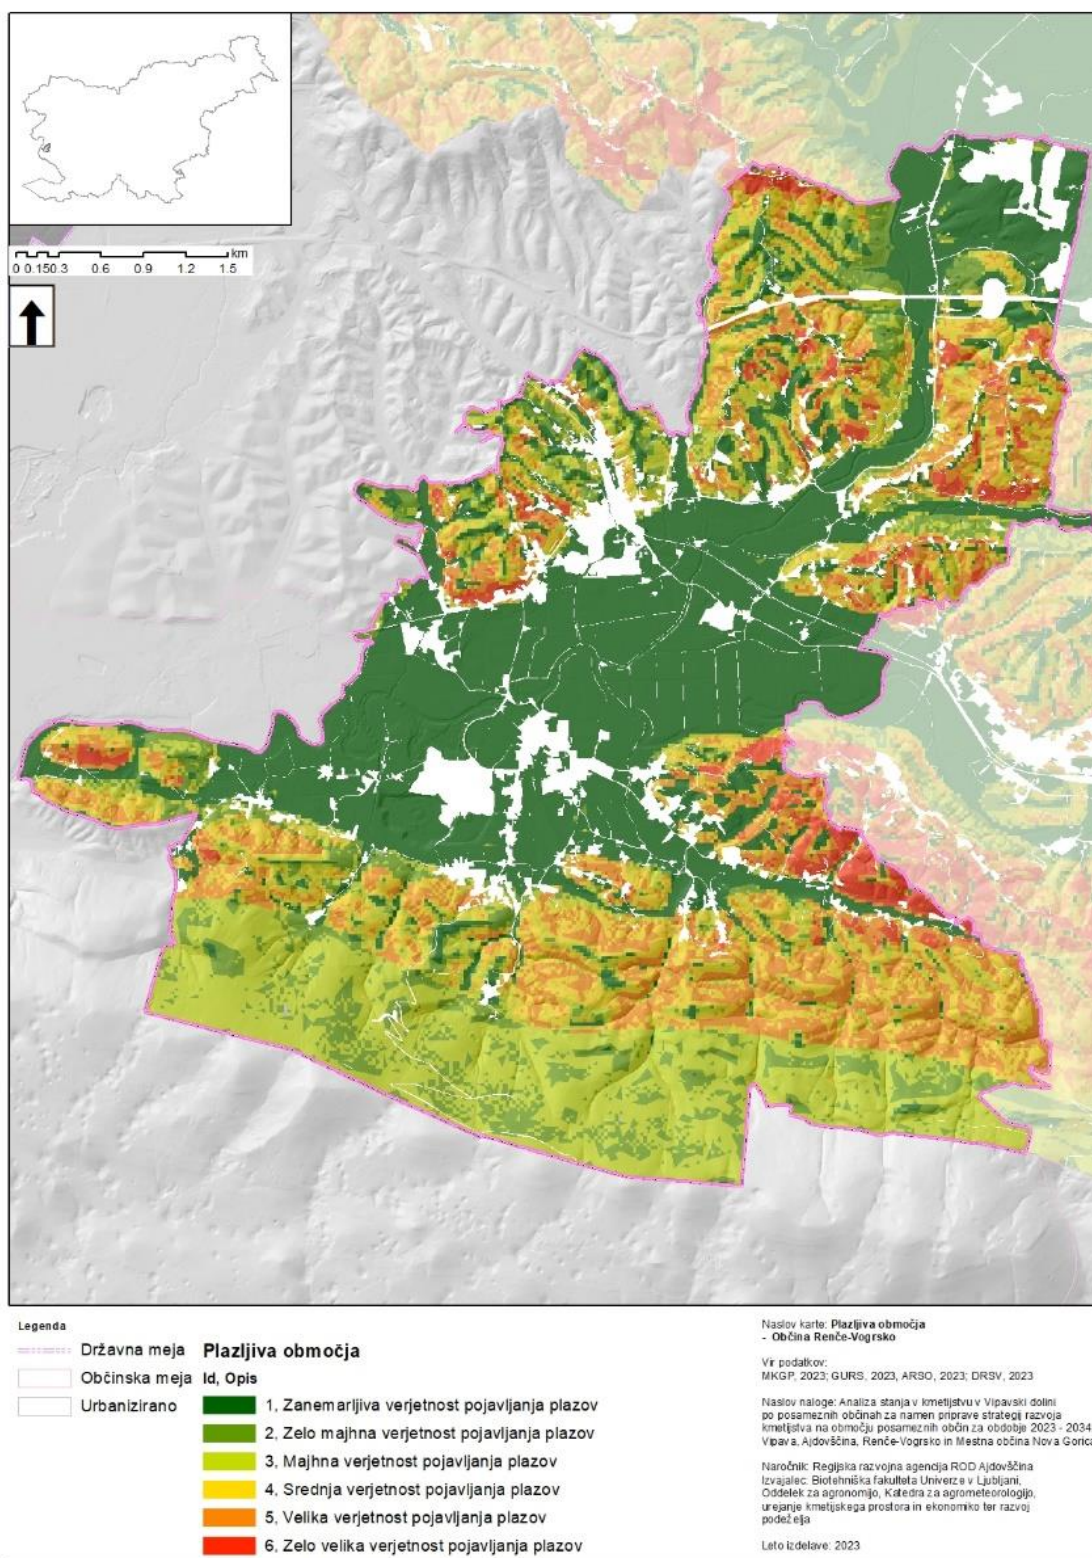 km
0 0.150.3 0.6 0.9 1.2 1.5
Legenda
Državna meja
Občinska meja
Urbanizirano
Plazljiva območja
Id, Opis
1, Zanemarljiva verjetnost pojavljanja plazov
2, Zelo majhna verjetnost pojavljanja plazov
3, Majhna verjetnost pojavljanja plazov
4, Srednja verjetnost pojavljanja plazov
5, Velika verjetnost pojavljanja plazov
6, Zelo velika verjetnost pojavljanja plazov
Naslov karte: Plazljiva območja
- Občina Renče-Vogrsko
Vir podatkov:
MKGP, 2023; GURS, 2023, ARSO, 2023; DRSV, 2023
Naslov naloge: Analiza stanja v kmetijstvu v Vipavski dolini
po posameznih občinah za namen priprave strategij razvoja
kmetijstva na območju posameznih občin za obdobje 2023 - 2034
Vipava, Ajdovščina, Renče-Vogrsko in Mestna občina Nova Gorica
Naročnik: Regijska razvojna agencija ROD Ajdovščina
Izvajalec: Biotehniška fakulteta Univerze v Ljubljani,
Oddelek za agronomijo, Katedra za agrometeorologijo,
urejanje kmetijskega prostora in ekonomiko ter razvoj
podeželja
Leto izdelave: 2023